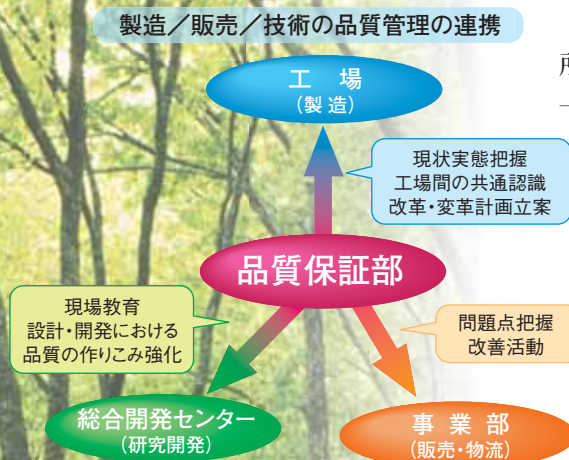 製造／販売／技術の品質管理の連携
工 場
(製 造)
現状実態把握
工場間の共通認識
改革・変革計画立案
品質保証部
現場教育
設計・開発における
品質の作りこみ強化
問題点把握
改善活動
総合開発センター
(研究開発)
事 業 部
(販売・物流)